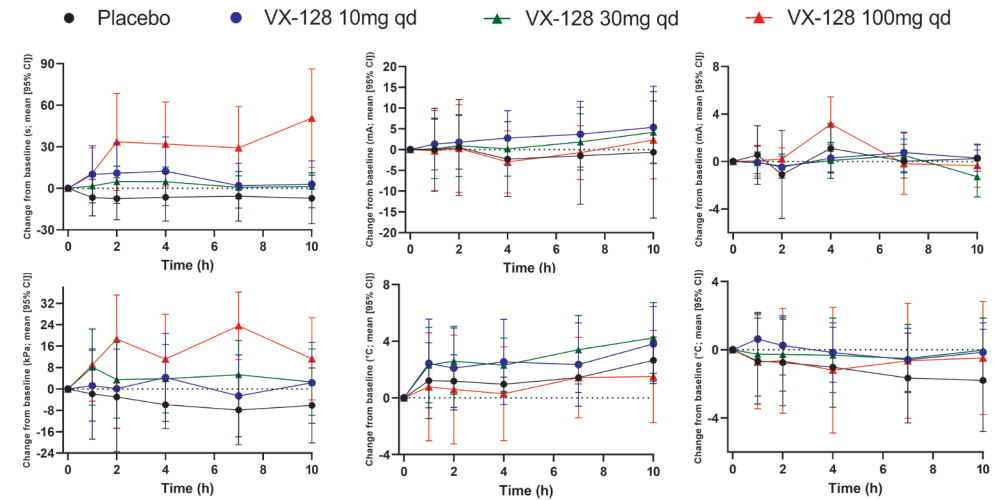 Placebo VX-128 10mg qd VX-128 30mg qd VX-128 100mg qd
Change from baseline (s; mean [95% CI])
90
60
30
0
-30
0 2 4 6 8 10
Time (h)
Change from baseline (mA; mean [95% CI])
20
15
10
5
0
-5
-10
-15
-20
0 2 4 6 8 10
Time (h)
Change from baseline (mA; mean [95% CI])
8
4
0
-4
0 2 4 6 8 10
Time (h)
Change from baseline (kPa; mean [95% CI])
32
24
16
8
0
-8
-16
-24
0 2 4 6 8 10
Time (h)
Change from baseline (°C; mean [95% CI])
8
4
0
-4
0 2 4 6 8 10
Time (h)
Change from baseline (°C; mean [95% CI])
4
0
-4
0 2 4 6 8 10
Time (h)